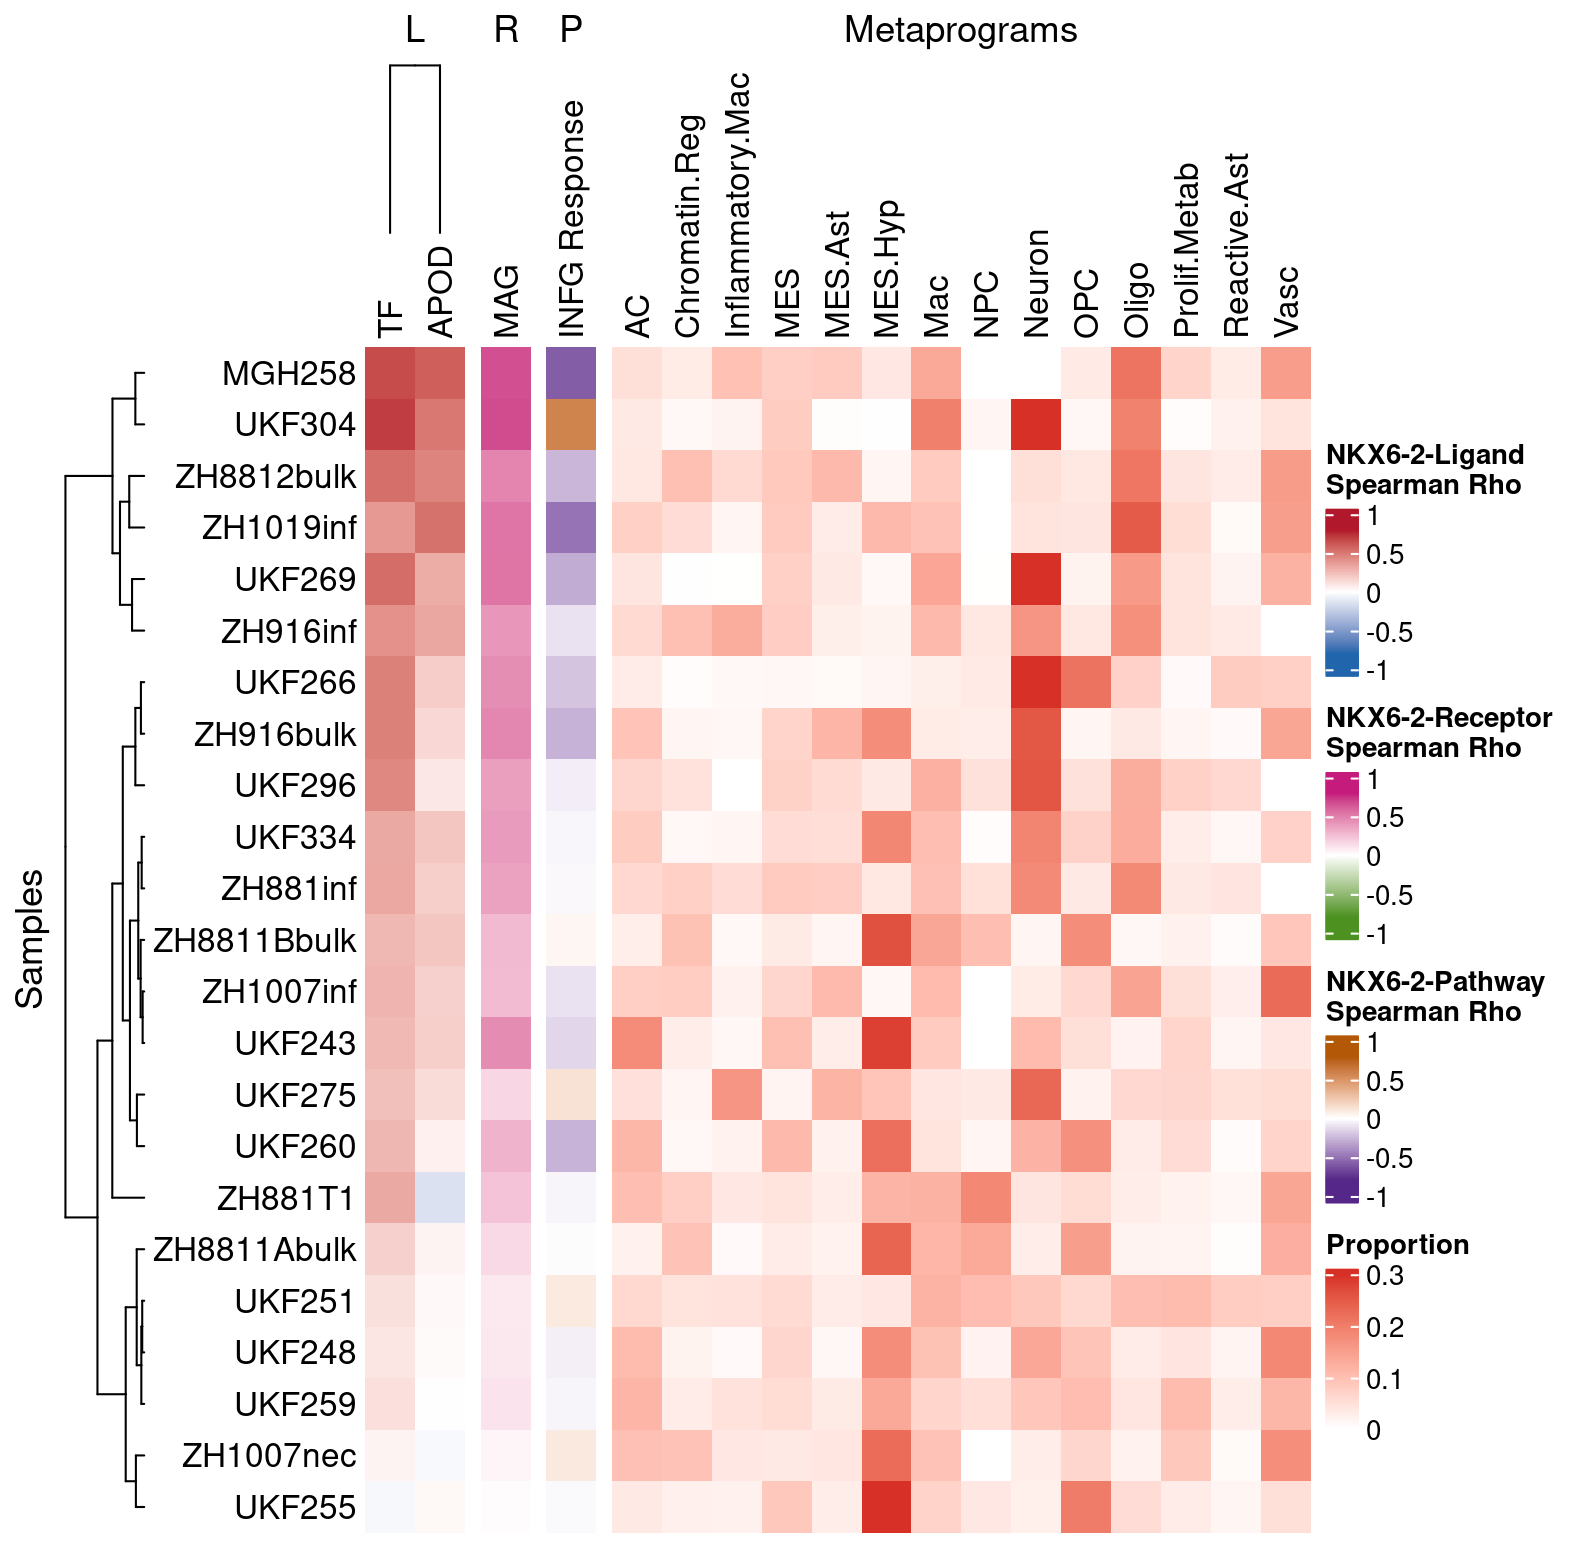 L R P Metaprograms
TF
APOD
MAG
INFG Response
AC
Chromatin.Reg
Inflammatory.Mac
MES
MES.Ast
MES.Hyp
Mac
NPC
Neuron
OPC
Oligo
Prolif.Metab
Reactive.Ast
Vasc
Samples
MGH258
UKF304
ZH8812bulk
ZH1019inf
UKF269
ZH916inf
UKF266
ZH916bulk
UKF296
UKF334
ZH881inf
ZH8811Bbulk
ZH1007inf
UKF243
UKF275
UKF260
ZH881T1
ZH8811Abulk
UKF251
UKF248
UKF259
ZH1007nec
UKF255
NKX6-2-Ligand
Spearman Rho
1
0.5
0
-0.5
-1
NKX6-2-Receptor
Spearman Rho
1
0.5
0
-0.5
-1
NKX6-2-Pathway
Spearman Rho
1
0.5
0
-0.5
-1
Proportion
0.3
0.2
0.1
0